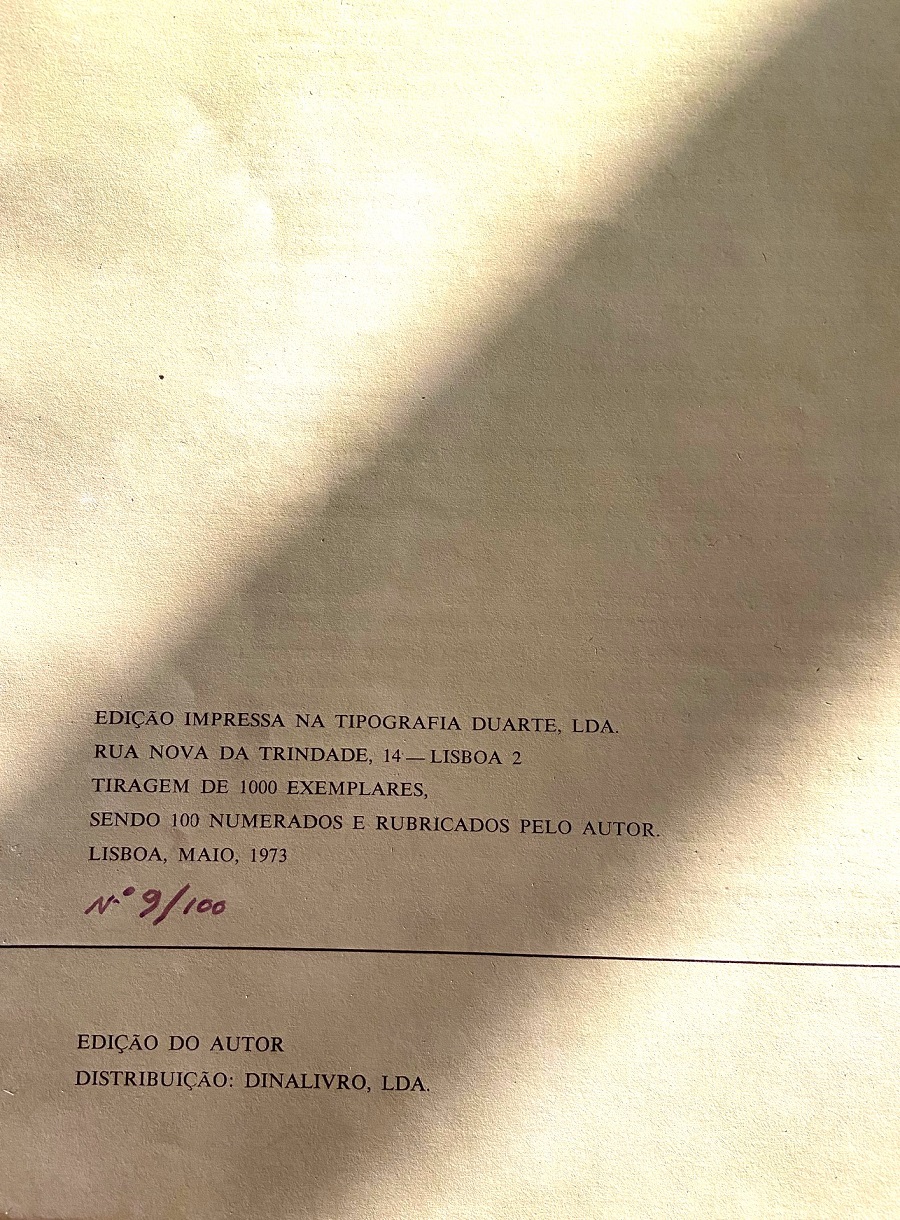 EDIÇÃO IMPRESSA NA TIPOGRAFIA DUARTE, LDA.
RUA NOVA DA TRINDADE, 14 — LISBOA 2
TIRAGEM DE 1000 EXEMPLARES,
SENDO 100 NUMERADOS E RUBRICADOS PELO AUTOR.
LISBOA, MAIO, 1973
Nº 9/100
EDIÇÃO DO AUTOR
DISTRIBUIÇÃO: DINALIVRO, LDA.